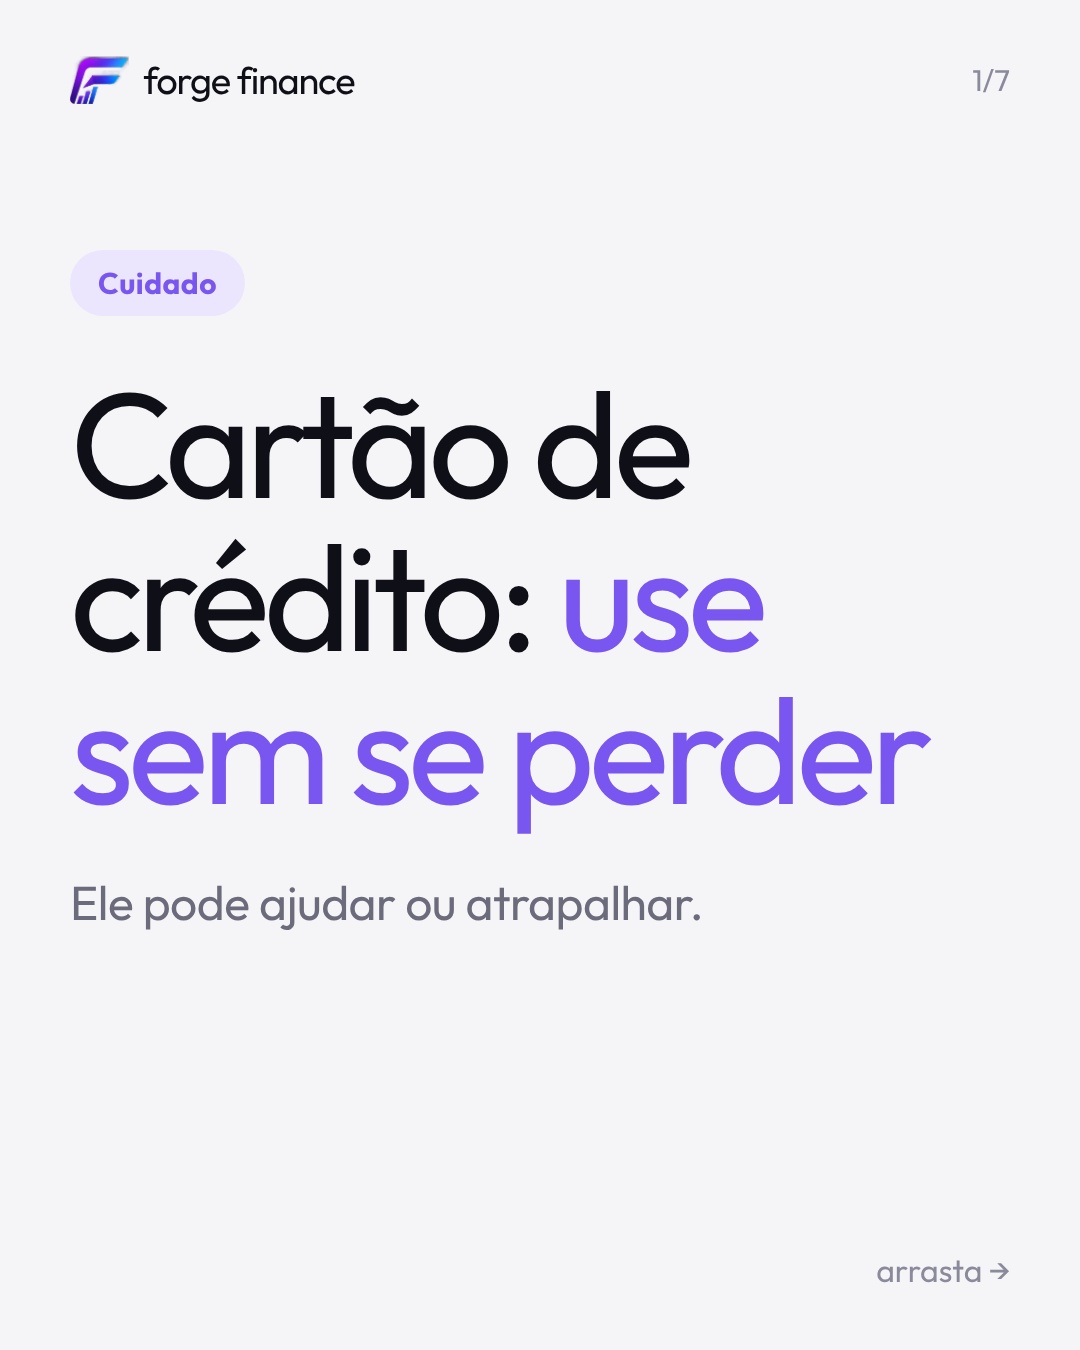 forge finance
1/7
Cuidado
Cartão de
crédito: use
sem se perder
Ele pode ajudar ou atrapalhar.
arrasta →